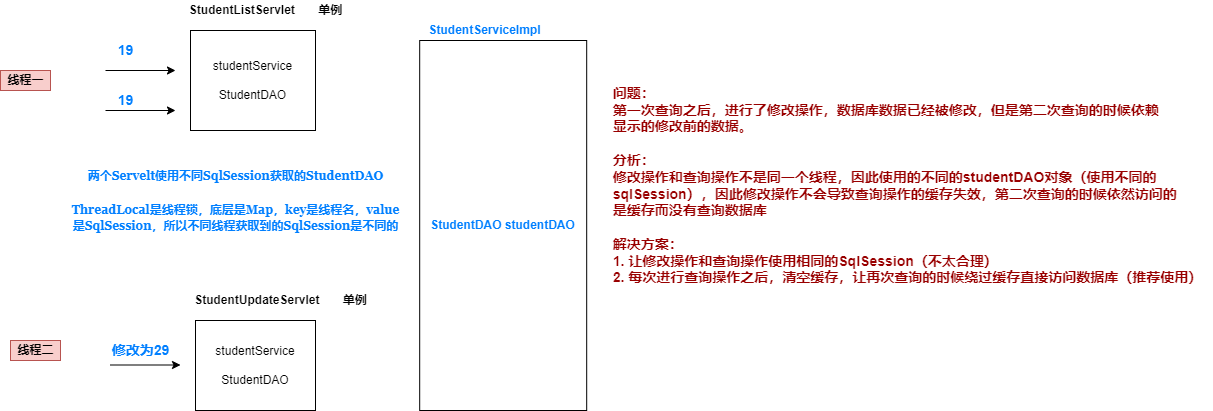 StudentListServlet 单例
StudentServiceImpl
线程一
19
19
studentService
StudentDAO
两个Servelt使用不同SqlSession获取的StudentDAO
ThreadLocal是线程锁，底层是Map，key是线程名，value
是SqlSession，所以不同线程获取到的SqlSession是不同的
StudentDAO studentDAO
StudentUpdateServlet 单例
线程二
修改为29
studentService
StudentDAO
问题：
第一次查询之后，进行了修改操作，数据库数据已经被修改，但是第二次查询的时候依赖
显示的修改前的数据。
分析：
修改操作和查询操作不是同一个线程，因此使用的不同的studentDAO对象（使用不同的
sqlSession），因此修改操作不会导致查询操作的缓存失效，第二次查询的时候依然访问的
是缓存而没有查询数据库
解决方案：
1. 让修改操作和查询操作使用相同的SqlSession（不太合理）
2. 每次进行查询操作之后，清空缓存，让再次查询的时候绕过缓存直接访问数据库（推荐使用）